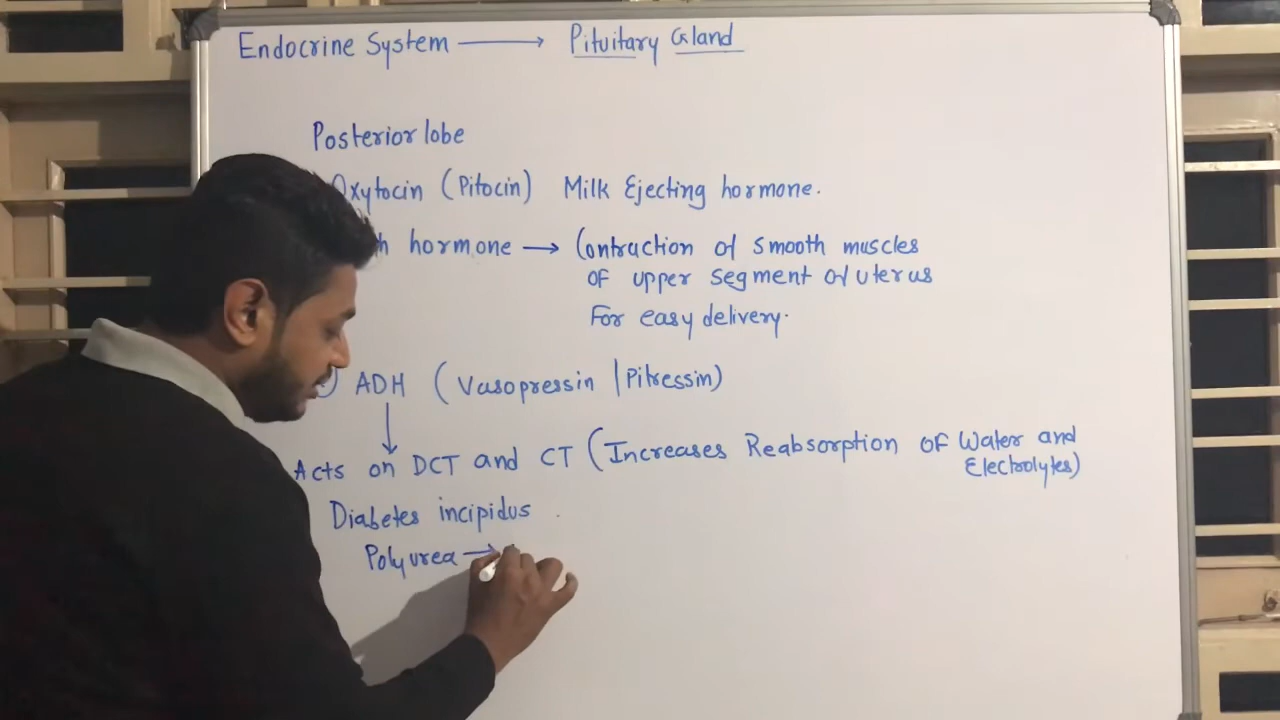 Endocrine System → Pituitary Gland
Posterior lobe
Oxytocin (Pitocin) Milk Ejecting hormone.
hormone → Contraction of smooth muscles
of upper segment of uterus
For easy delivery.
ADH (Vasopressin | Pitressin)
Acts on DCT and CT (Increases Reabsorption of Water and
Electrolytes)
Diabetes incipidus
Polyurea →